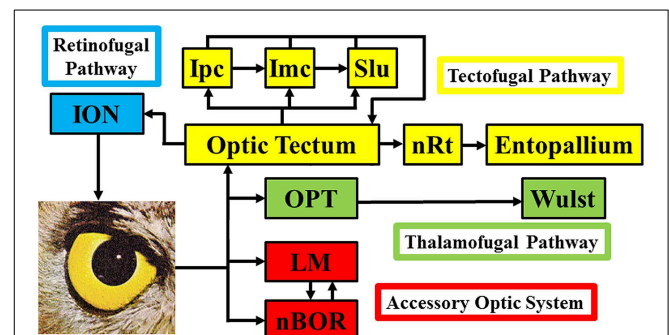 Retinofugal
Pathway
Ipc
Imc
Slu
Tectofugal Pathway
ION
Optic Tectum
nRt
Entopallium
OPT
Wulst
Thalamofugal Pathway
LM
Accessory Optic System
nBOR